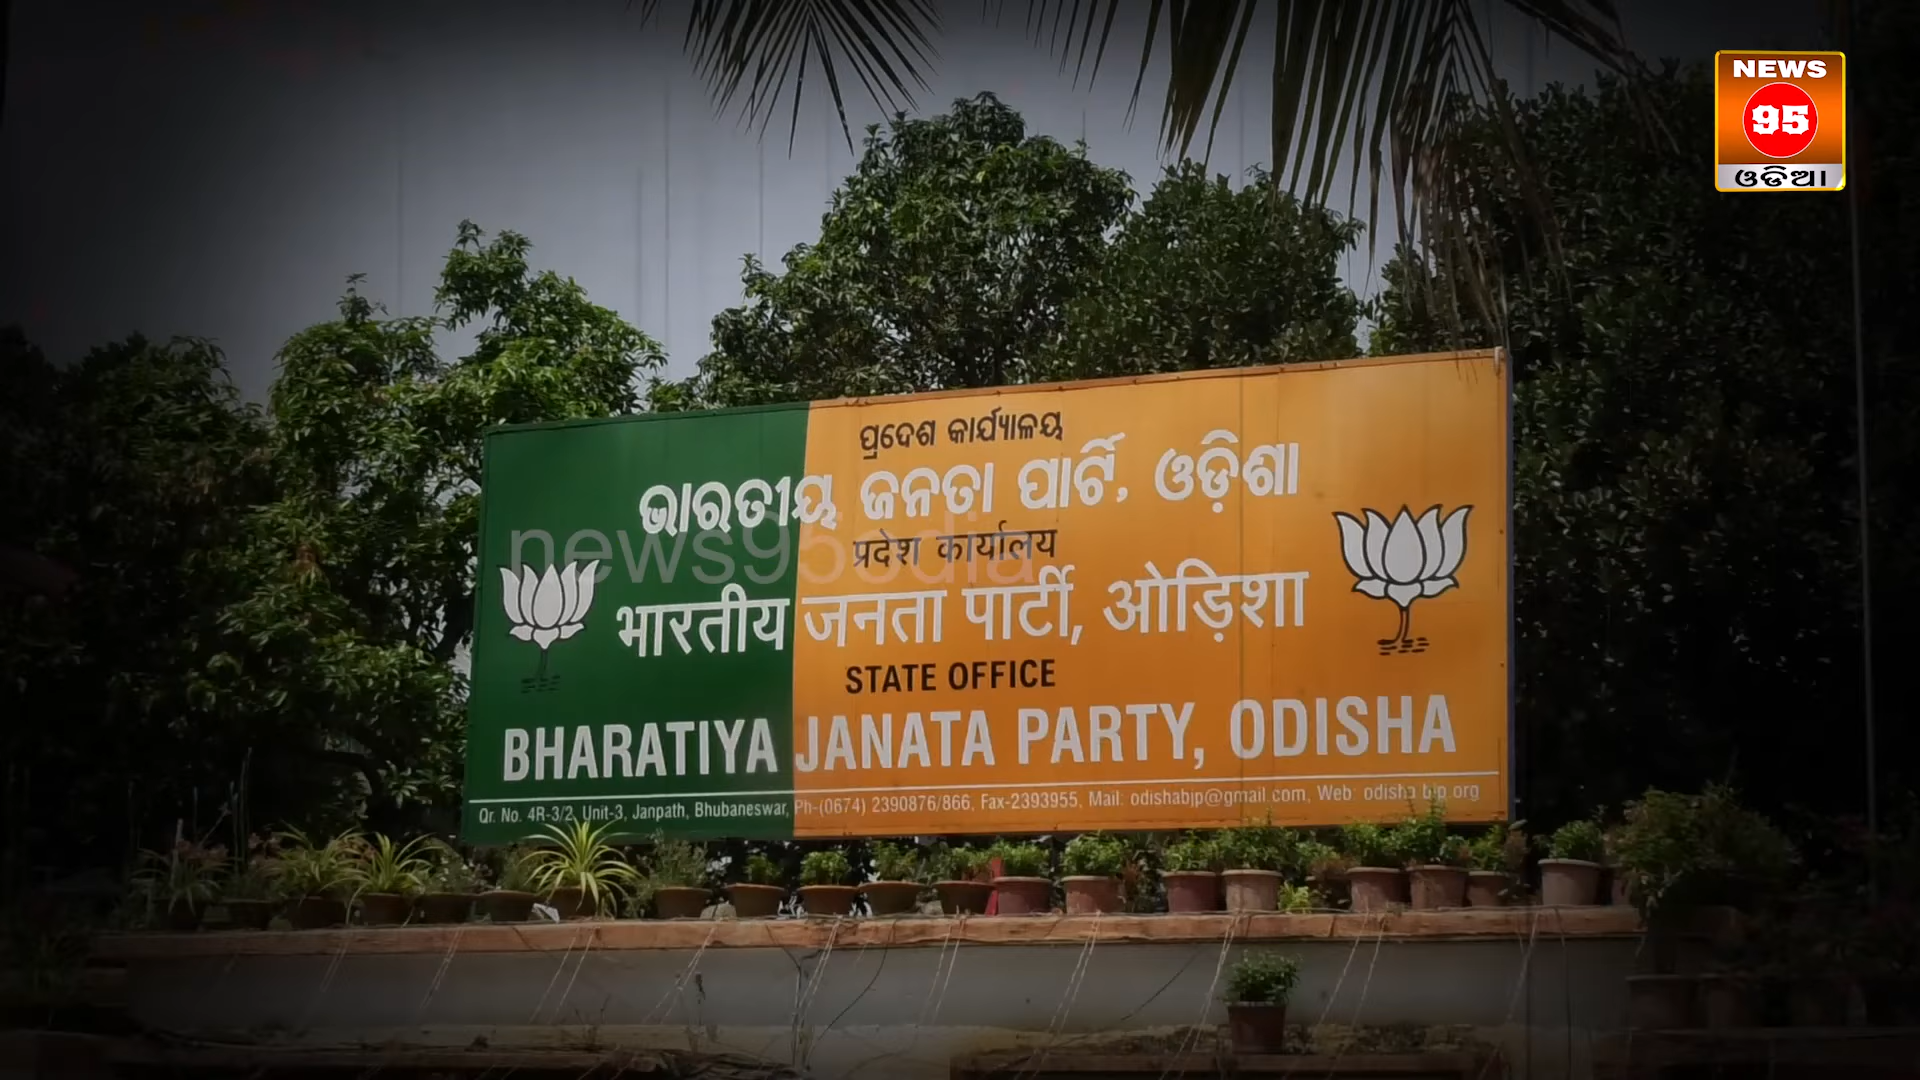 NEWS
95
ଓଡିଆ
ପ୍ରଦେଶ କାର୍ଯ୍ୟାଳୟ
ଭାରତୀୟ ଜନତା ପାର୍ଟି, ଓଡ଼ିଶା
प्रदेश कार्यालय
भारतीय जनता पार्टी, ओड़िशा
STATE OFFICE
BHARATIYA JANATA PARTY, ODISHA
Qr. No. 4R-3/2, Unit-3, Janpath, Bhubaneswar, Ph-(0674) 2390876/866, Fax-2393955, Mail: odishabjp@gmail.com, Web: odisha.bjp.org
news95odia